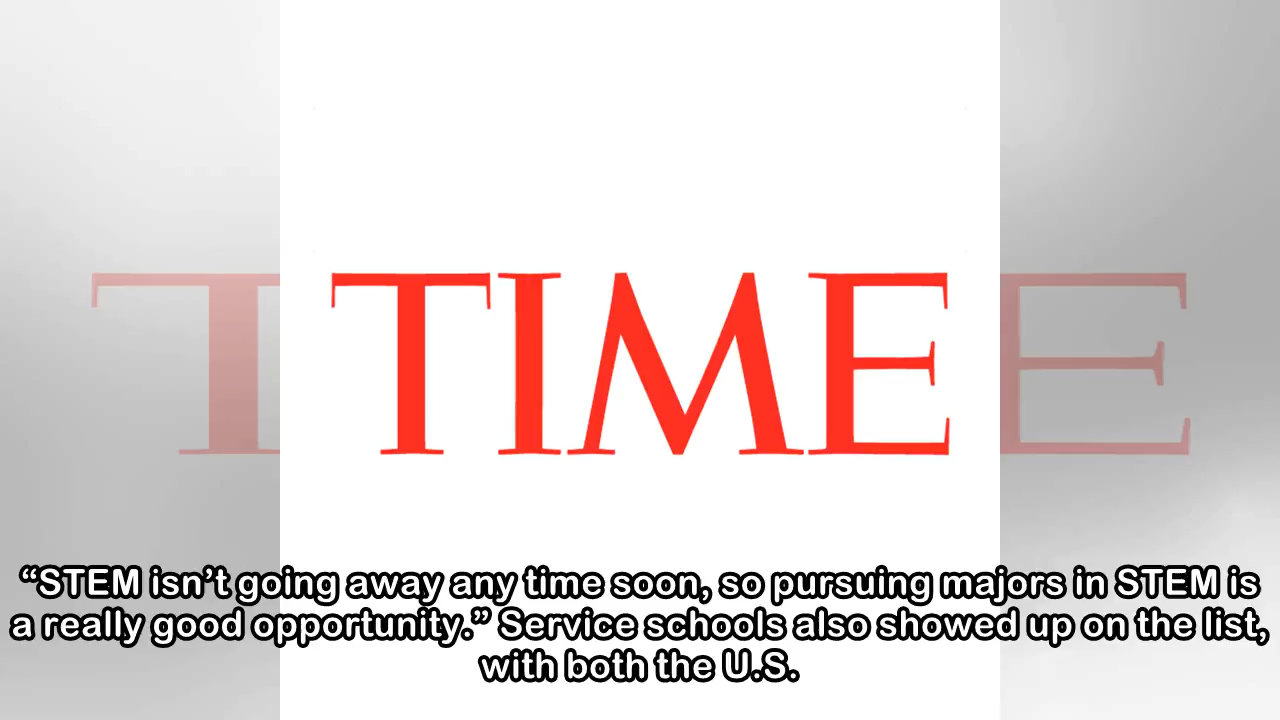 TIME
“STEM isn’t going away any time soon, so pursuing majors in STEM is
a really good opportunity.” Service schools also showed up on the list,
with both the U.S.